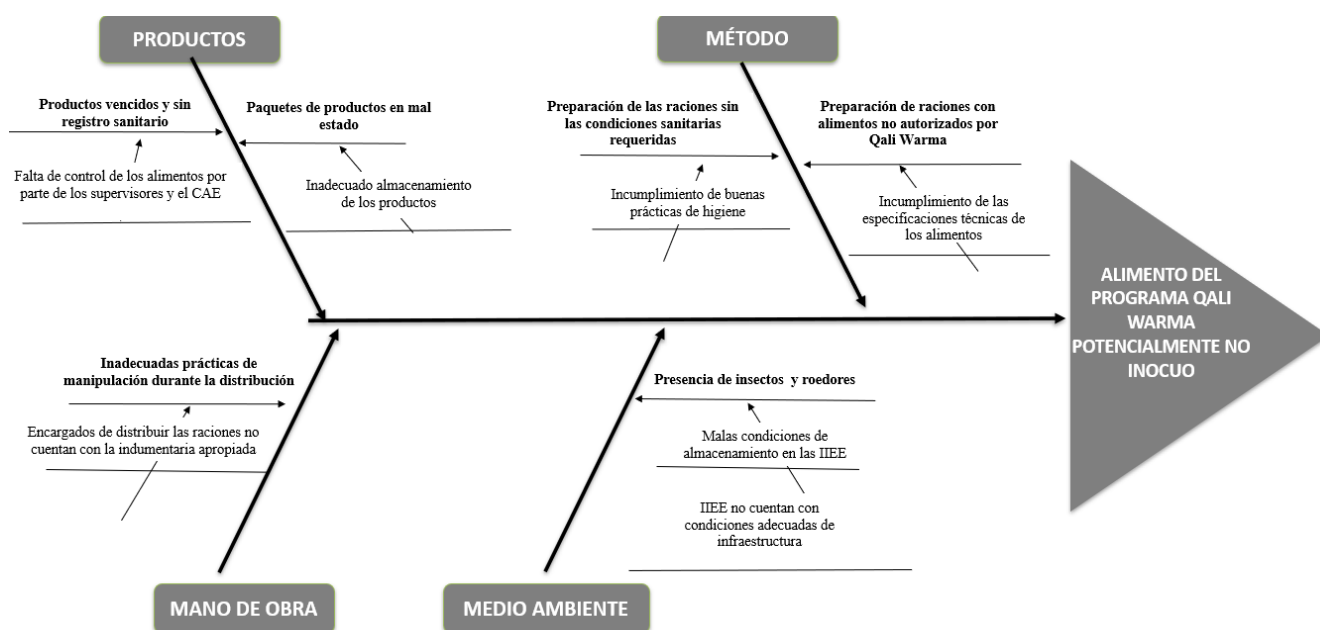 PRODUCTOS
Productos vencidos y sin
registro sanitario
Falta de control de los alimentos por
parte de los supervisores y el CAE
Paquetes de productos en mal
estado
Inadecuado almacenamiento
de los productos
MÉTODO
Preparación de las raciones sin
las condiciones sanitarias
requeridas
Incumplimiento de buenas
prácticas de higiene
Preparación de raciones con
alimentos no autorizados por
Qali Warma
Incumplimiento de las
especificaciones técnicas de
los alimentos
ALIMENTO DEL
PROGRAMA QALI
WARMA
POTENCIALMENTE NO
INOCUO
Inadecuadas prácticas de
manipulación durante la distribución
Encargados de distribuir las raciones no
cuentan con la indumentaria apropiada
MANO DE OBRA
Presencia de insectos y roedores
Malas condiciones de
almacenamiento en las IIEE
IIEE no cuentan con
condiciones adecuadas de
infraestructura
MEDIO AMBIENTE